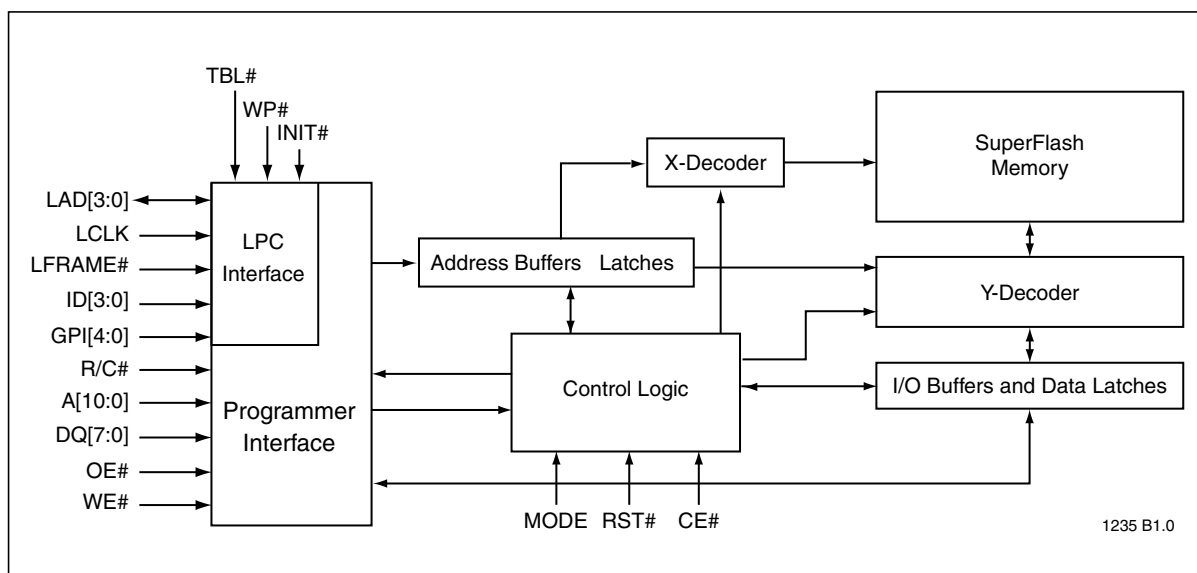 TBL#
WP#
INIT#
LAD[3:0]
LCLK
LFRAME#
ID[3:0]
GPI[4:0]
R/C#
A[10:0]
DQ[7:0]
OE#
WE#
LPC
Interface
Programmer
Interface
Address Buffers Latches
X-Decoder
Control Logic
MODE RST# CE#
SuperFlash
Memory
Y-Decoder
I/O Buffers and Data Latches
1235 B1.0